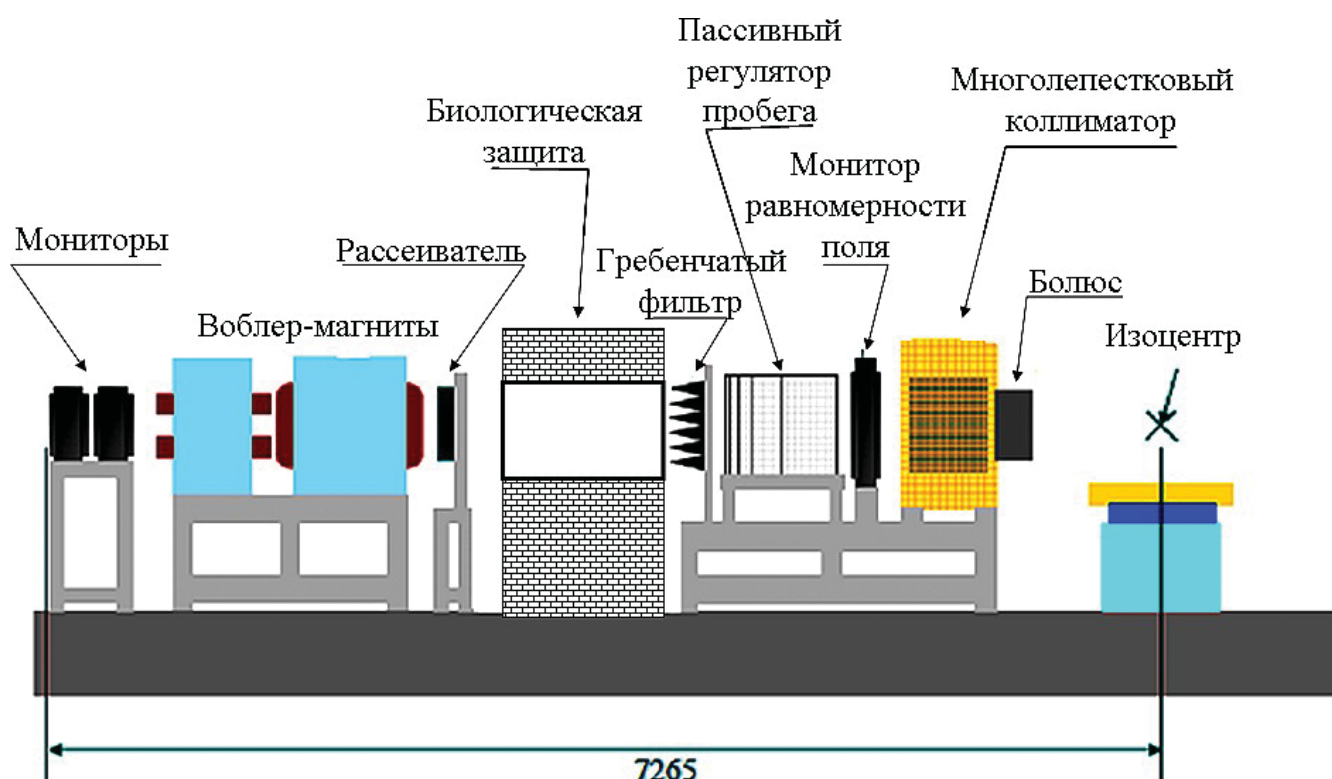 Мониторы
Воблер-магниты
Рассеиватель
Биологическая
защита
Гребенчатый
фильтр
Пассивный
регулятор
пробега
Монитор
равномерности
поля
Многолепестковый
коллиматор
Болюс
Изоцентр
7265